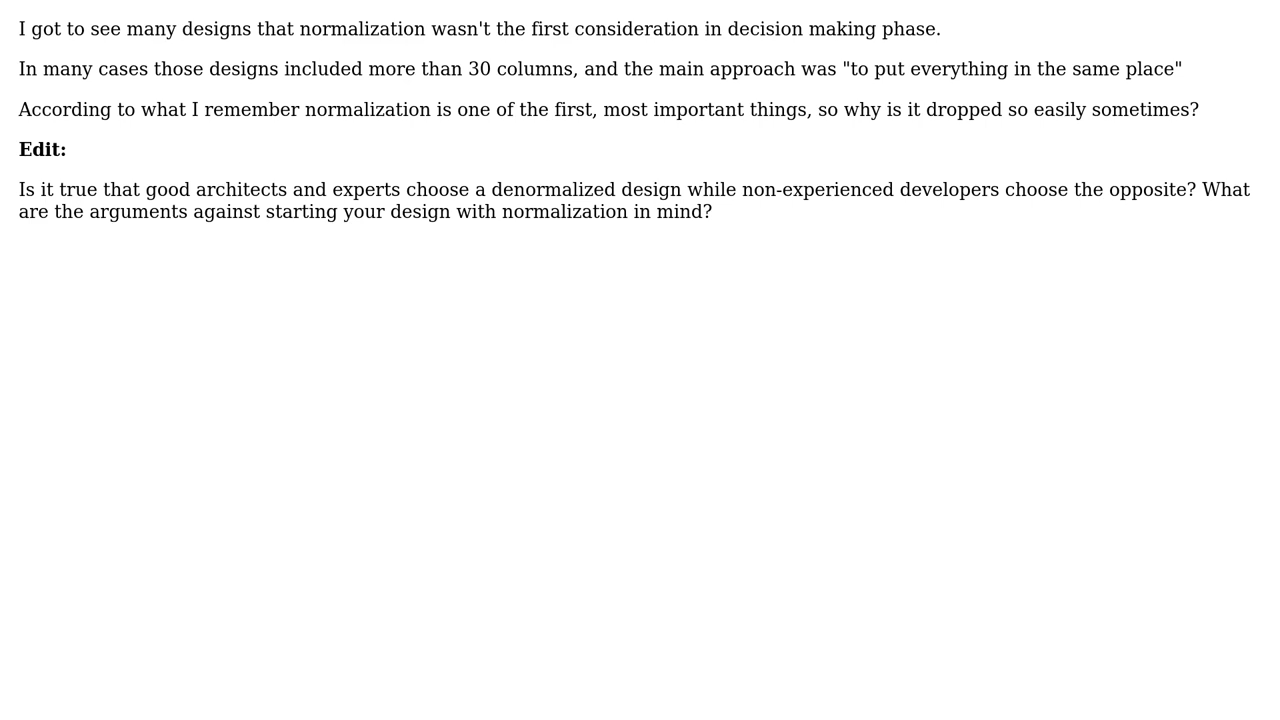 I got to see many designs that normalization wasn't the first consideration in decision making phase.
In many cases those designs included more than 30 columns, and the main approach was "to put everything in the same place"
According to what I remember normalization is one of the first, most important things, so why is it dropped so easily sometimes?
Edit:
Is it true that good architects and experts choose a denormalized design while non-experienced developers choose the opposite? What
are the arguments against starting your design with normalization in mind?